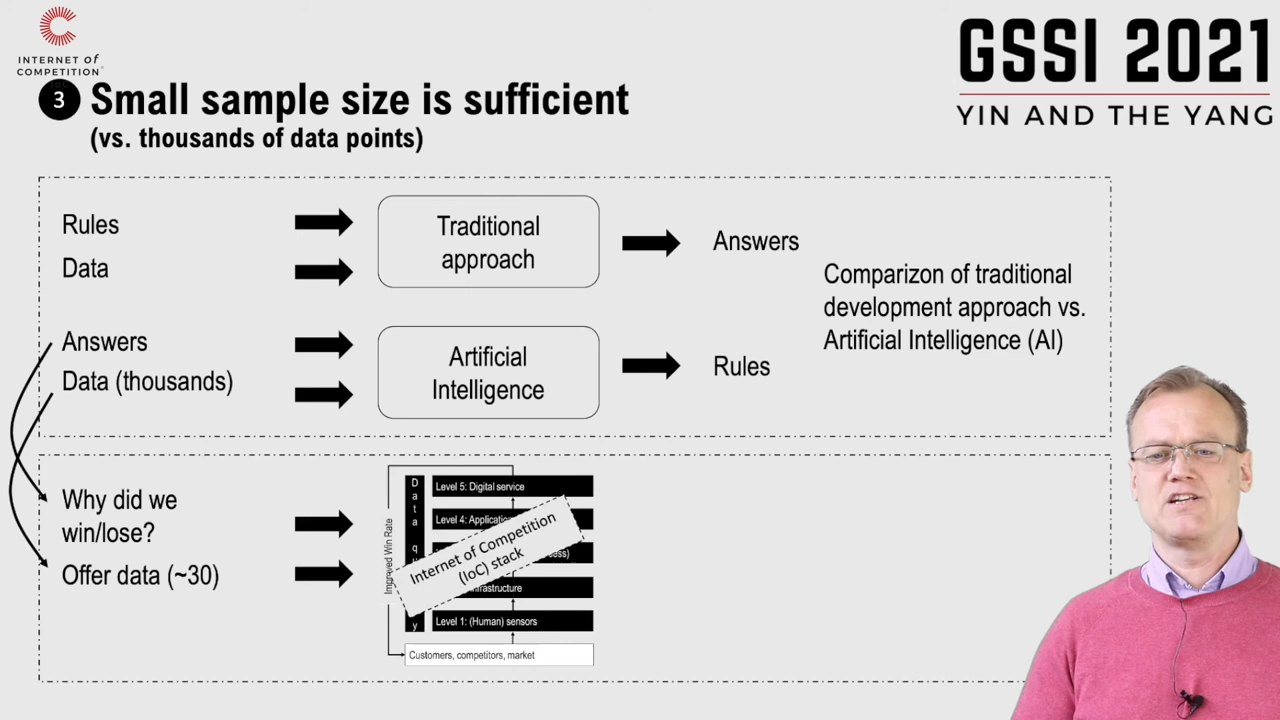 INTERNET of
COMPETITION
GSSI 2021
YIN AND THE YANG
3 Small sample size is sufficient
(vs. thousands of data points)
Rules
Data
Traditional
approach
Answers
Answers
Data (thousands)
Artificial
Intelligence
Rules
Comparizon of traditional
development approach vs.
Artificial Intelligence (AI)
Why did we
win/lose?
Offer data (~30)
Improved Win Rate
Level 5: Digital service
Level 4:
Internet of Competition
(IoC) stack
Level 1: (Human) sensors
Customers, competitors, market